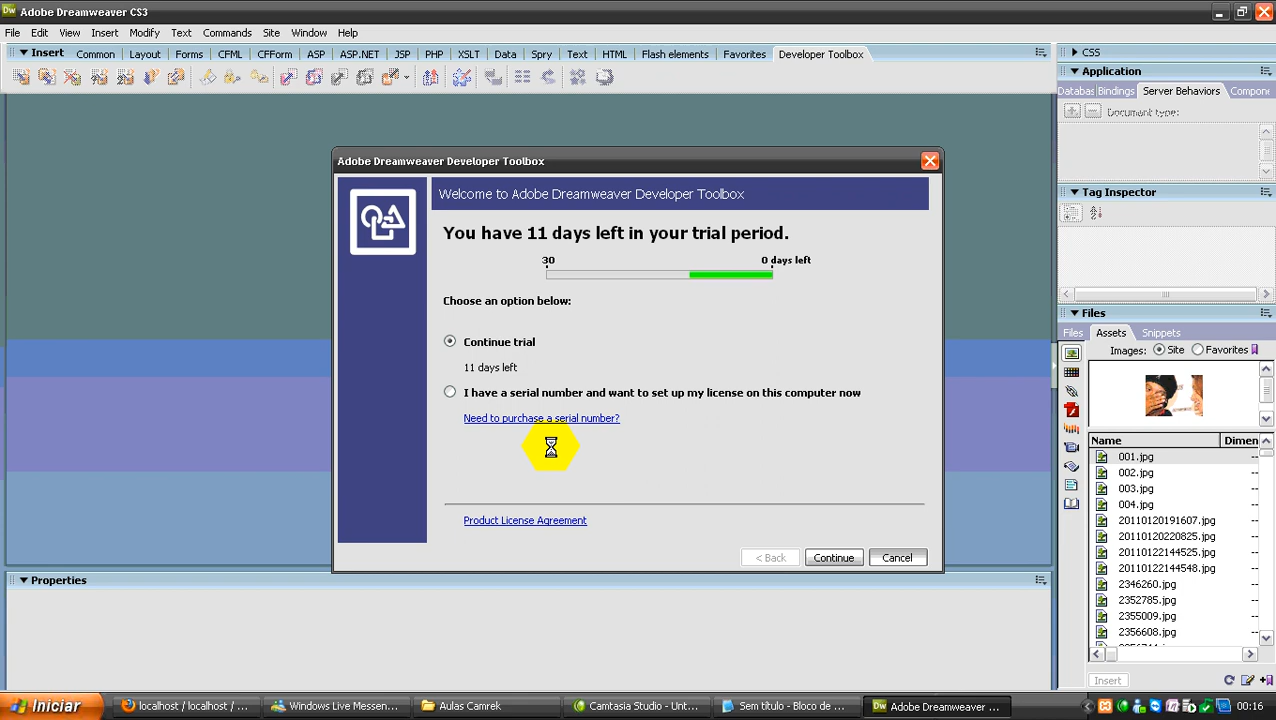 Adobe Dreamweaver CS3
File Edit View Insert Modify Text Commands Site Window Help
Insert Common Layout Forms CFML CFForm ASP ASP.NET JSP PHP XSLT Data Spry Text HTML Flash elements Favorites Developer Toolbox
CSS
Application
Databas Bindings Server Behaviors Compone
Document type:
Tag Inspector
Files
Files Assets Snippets
Images: Site Favorites
Name Dimen
001.jpg --
002.jpg --
003.jpg --
004.jpg --
20110120191607.jpg --
20110120220825.jpg --
20110122144525.jpg --
20110122144548.jpg --
2346260.jpg --
2352785.jpg --
2355009.jpg --
2356608.jpg --
Insert
Adobe Dreamweaver Developer Toolbox
Welcome to Adobe Dreamweaver Developer Toolbox
You have 11 days left in your trial period.
30 0 days left
Choose an option below:
Continue trial
11 days left
I have a serial number and want to set up my license on this computer now
Need to purchase a serial number?
Product License Agreement
< Back Continue Cancel
Properties
Iniciar localhost / localhost / ... Windows Live Messen... Aulas Camrek Camtasia Studio - Unt... Sem título - Bloco de ... Adobe Dreamweaver ... 00:16